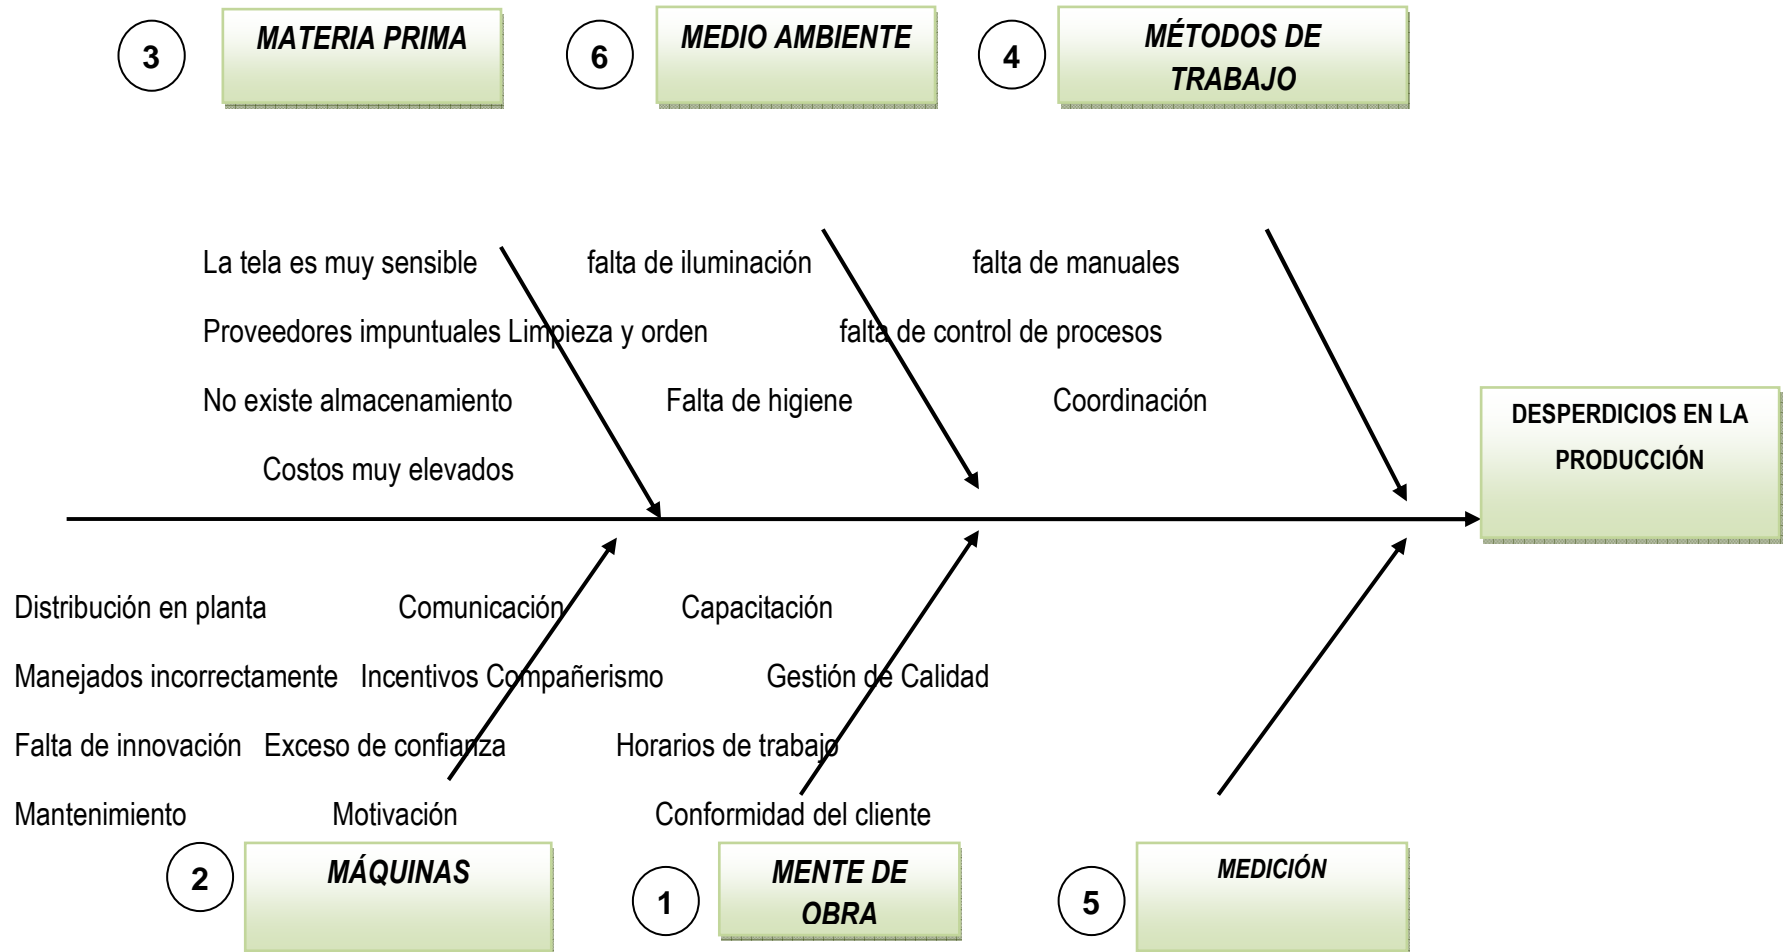 3
MATERIA PRIMA
6
MEDIO AMBIENTE
4
MÉTODOS DE
TRABAJO
La tela es muy sensible falta de iluminación falta de manuales
Proveedores impuntuales Limpieza y orden falta de control de procesos
No existe almacenamiento Falta de higiene Coordinación
Costos muy elevados
DESPERDICIOS EN LA
PRODUCCIÓN
Distribución en planta Comunicación Capacitación
Manejados incorrectamente Incentivos Compañerismo Gestión de Calidad
Falta de innovación Exceso de confianza Horarios de trabajo
Mantenimiento Motivación Conformidad del cliente
2
MÁQUINAS
1
MENTE DE
OBRA
5
MEDICIÓN